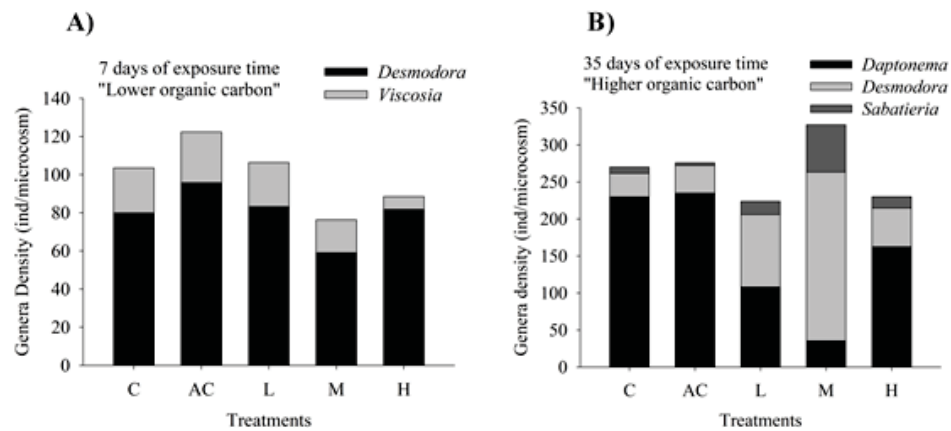 A)
7 days of exposure time
"Lower organic carbon"
Desmodora
Viscosia
Genera Density (ind/microcosm)
140
120
100
80
60
40
20
0
C AC L M H
Treatments
B)
35 days of exposure time
"Higher organic carbon"
Daptonema
Desmodora
Sabatieria
Genera density (ind/microcosm)
350
300
250
200
150
100
50
0
C AC L M H
Treatments